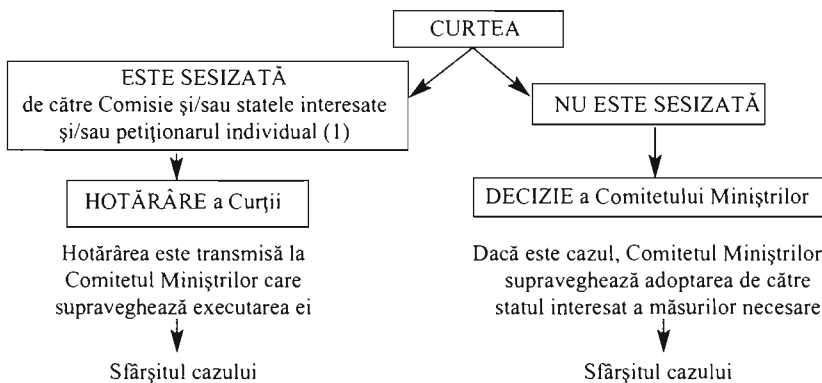 CURTEA
ESTE SESIZATĂ
de către Comisie şi/sau statele interesate
şi/sau petiţionarul individual (1)
NU ESTE SESIZATĂ
HOTĂRÂRE a Curţii
DECIZIE a Comitetului Miniştrilor
Hotărârea este transmisă la
Comitetul Miniştrilor care
supraveghează executarea ei
Dacă este cazul, Comitetul Miniştrilor
supraveghează adoptarea de către
statul interesat a măsurilor necesare
Sfârşitul cazului
Sfârşitul cazului